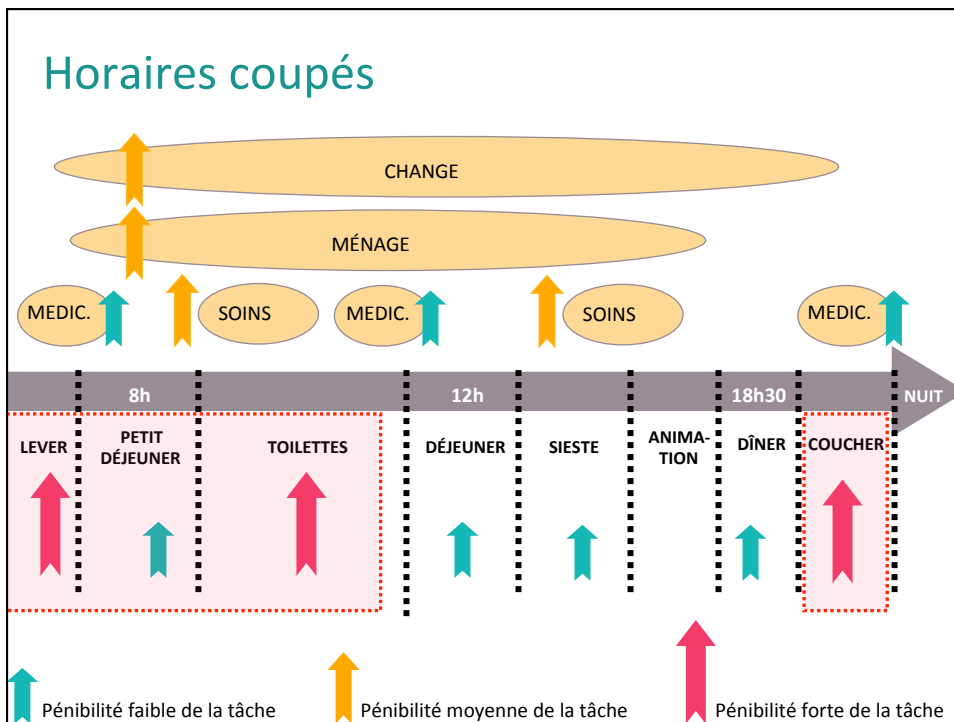 Horaires coupés
CHANGE
MÉNAGE
MEDIC.
SOINS
MEDIC.
SOINS
MEDIC.
8h
12h
18h30
NUIT
LEVER
PETIT
DÉJEUNER
TOILETTES
DÉJEUNER
SIESTE
ANIMA-
TION
DÎNER
COUCHER
Pénibilité faible de la tâche
Pénibilité moyenne de la tâche
Pénibilité forte de la tâche